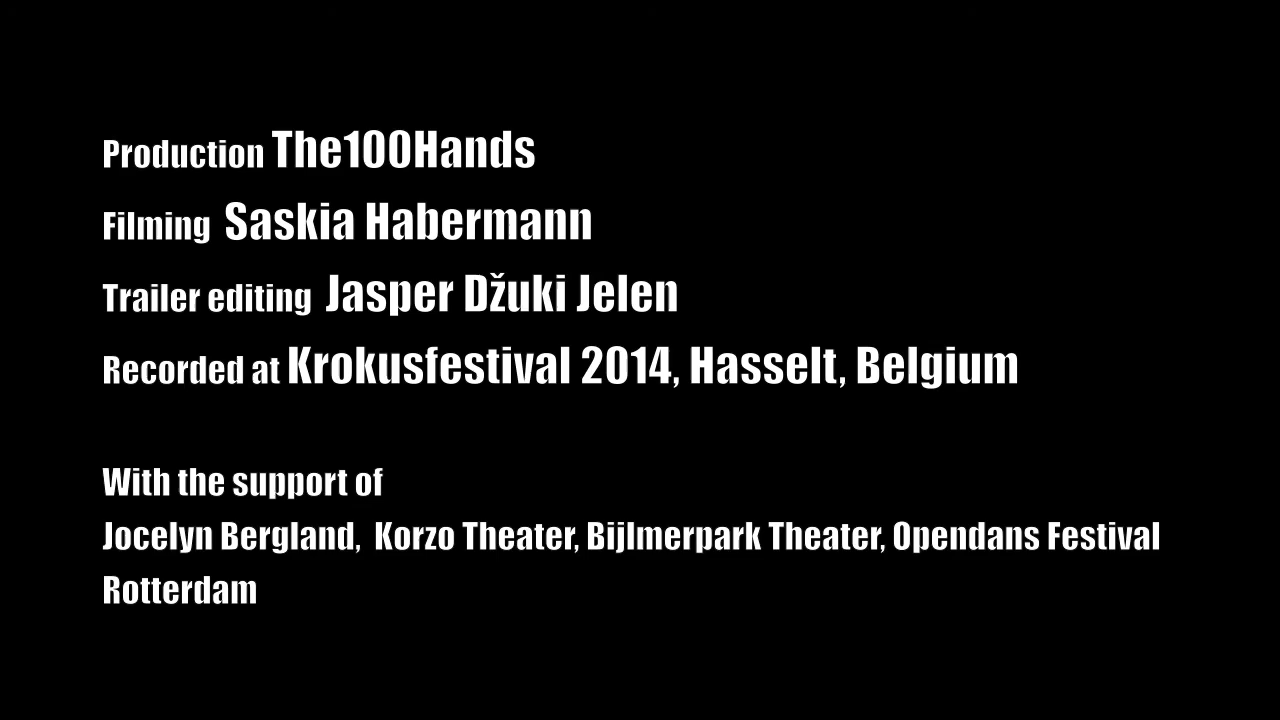 Production The100Hands
Filming Saskia Habermann
Trailer editing Jasper Džuki Jelen
Recorded at Krokusfestival 2014, Hasselt, Belgium
With the support of
Jocelyn Bergland, Korzo Theater, Bijlmerpark Theater, Opendans Festival
Rotterdam